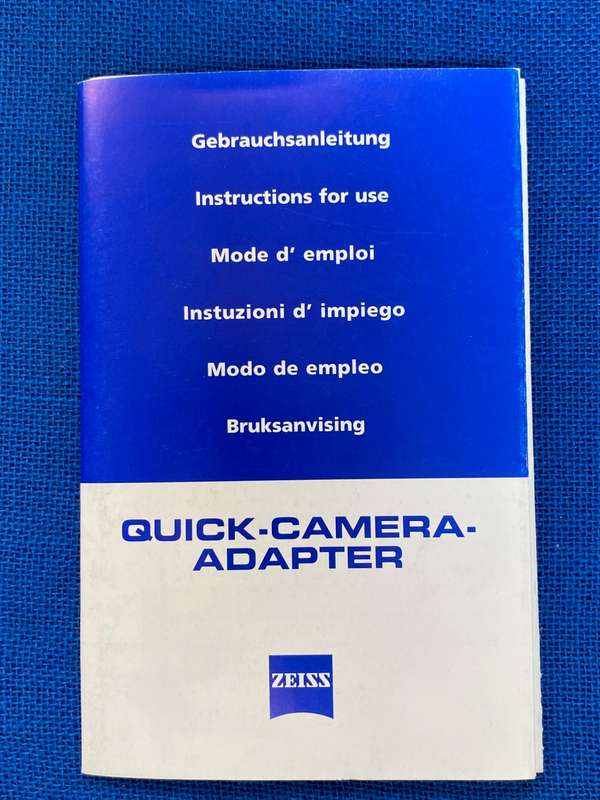 Gebrauchsanleitung
Instructions for use
Mode d' emploi
Instuzioni d' impiego
Modo de empleo
Bruksanvising
QUICK-CAMERA-
ADAPTER
ZEISS